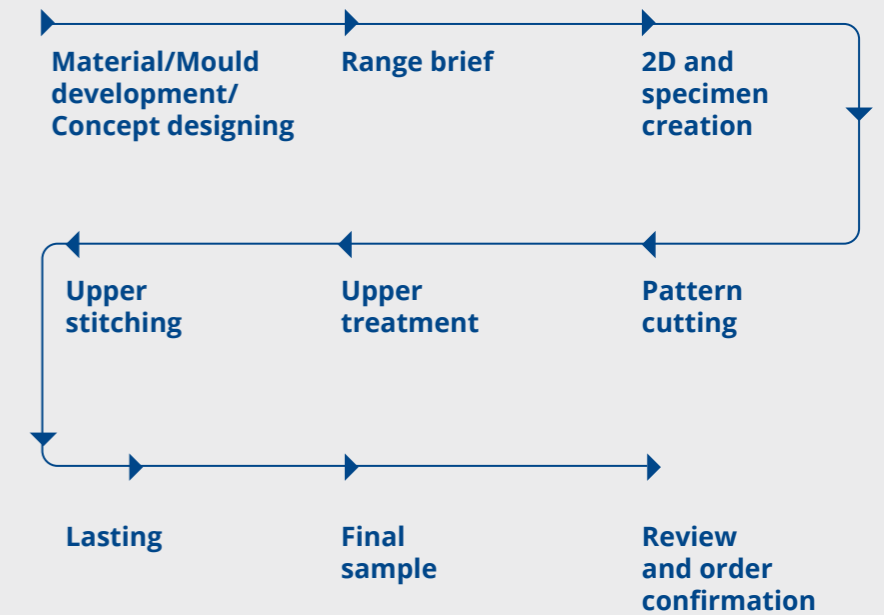 Material/Mould
development/
Concept designing
Range brief
2D and
specimen
creation
Pattern
cutting
Upper
treatment
Upper
stitching
Lasting
Final
sample
Review
and order
confirmation